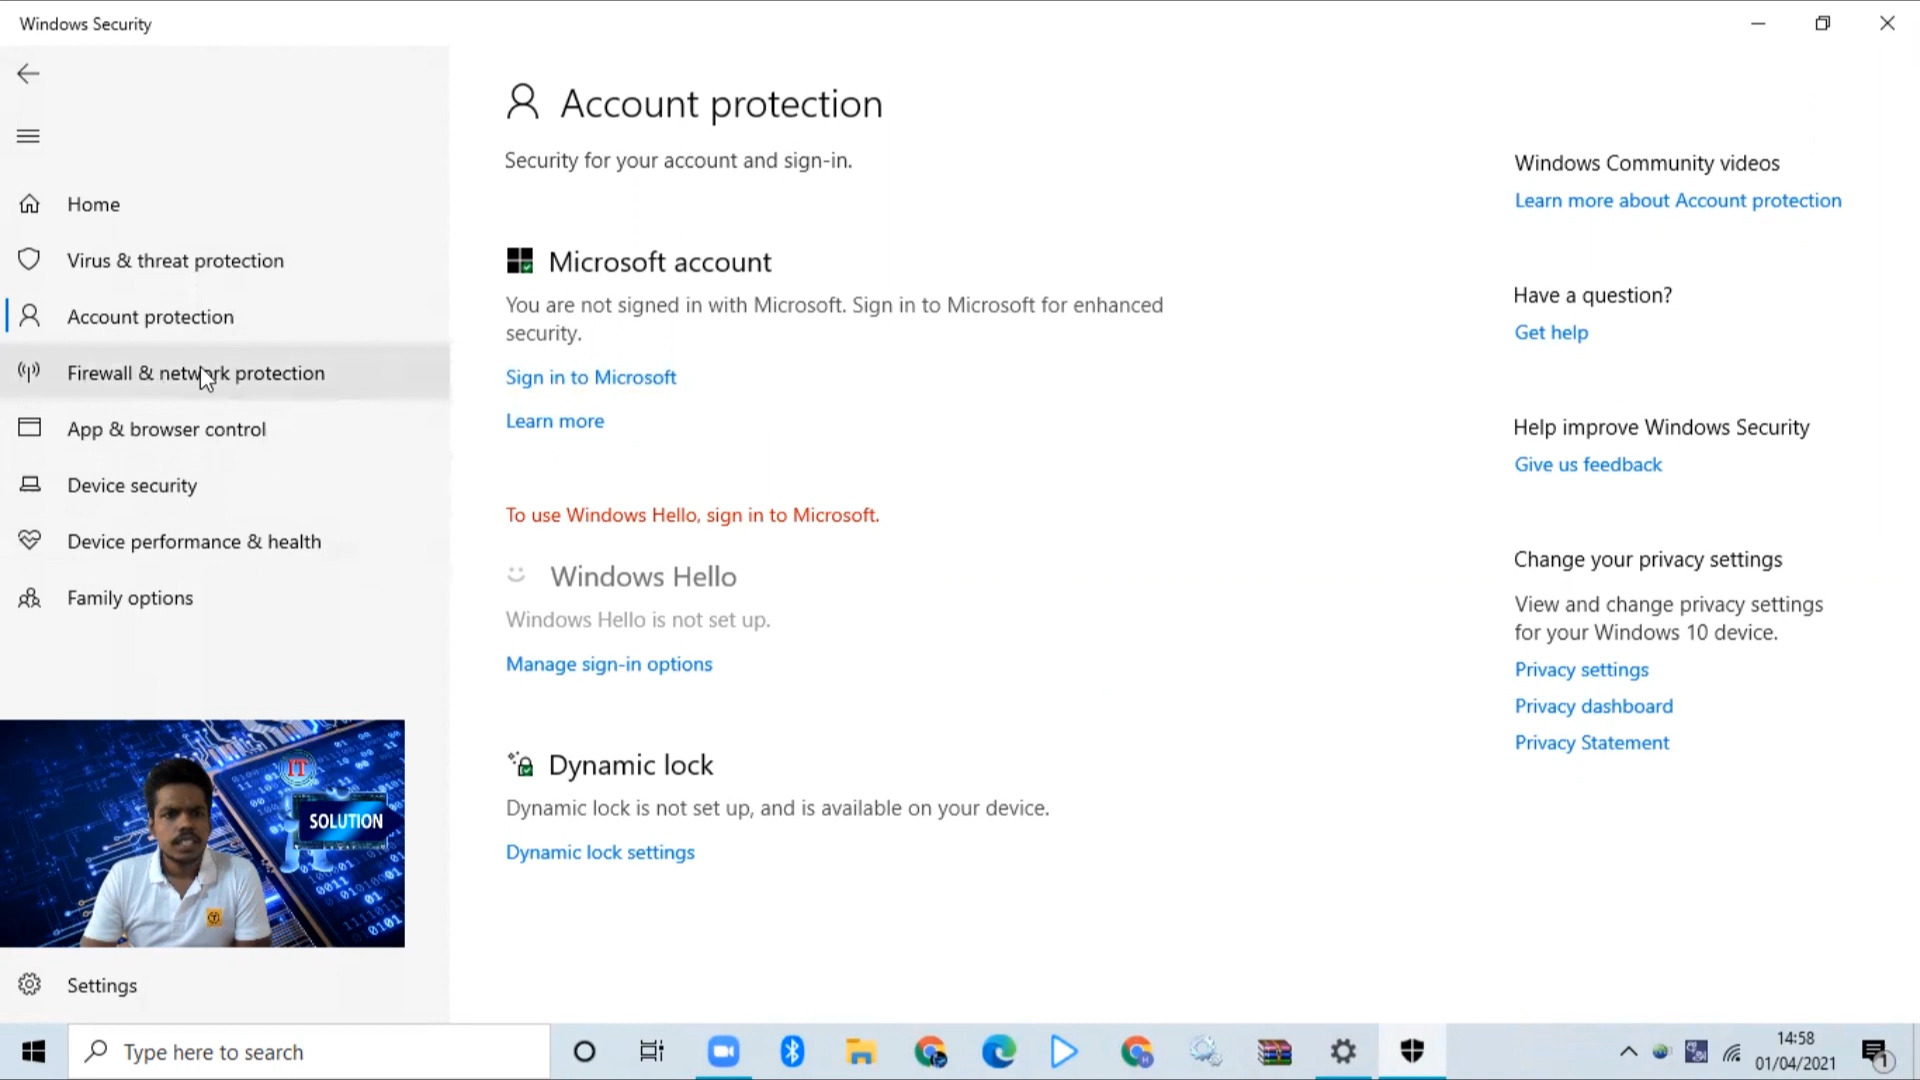 Windows Security
Home
Virus & threat protection
Account protection
Firewall & network protection
App & browser control
Device security
Device performance & health
Family options
IT
SOLUTION
Settings
Account protection
Security for your account and sign-in.
Microsoft account
You are not signed in with Microsoft. Sign in to Microsoft for enhanced
security.
Sign in to Microsoft
Learn more
To use Windows Hello, sign in to Microsoft.
Windows Hello
Windows Hello is not set up.
Manage sign-in options
Dynamic lock
Dynamic lock is not set up, and is available on your device.
Dynamic lock settings
Windows Community videos
Learn more about Account protection
Have a question?
Get help
Help improve Windows Security
Give us feedback
Change your privacy settings
View and change privacy settings
for your Windows 10 device.
Privacy settings
Privacy dashboard
Privacy Statement
Type here to search
14:58
01/04/2021
1